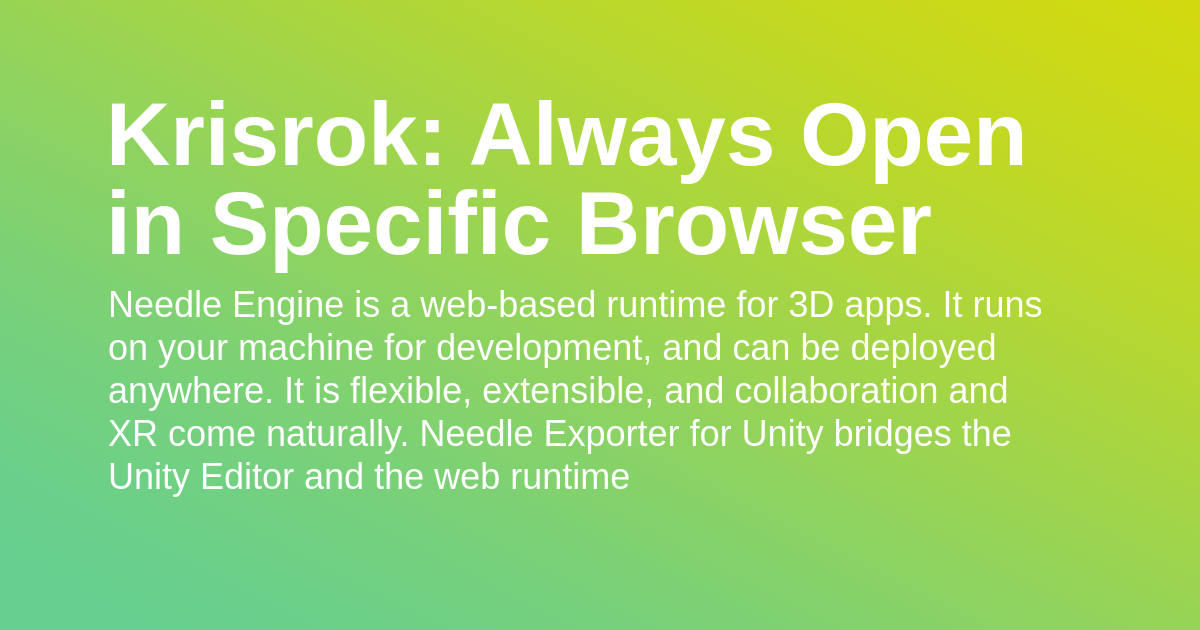 Krisrok: Always Open
in Specific Browser
Needle Engine is a web-based runtime for 3D apps. It runs
on your machine for development, and can be deployed
anywhere. It is flexible, extensible, and collaboration and
XR come naturally. Needle Exporter for Unity bridges the
Unity Editor and the web runtime